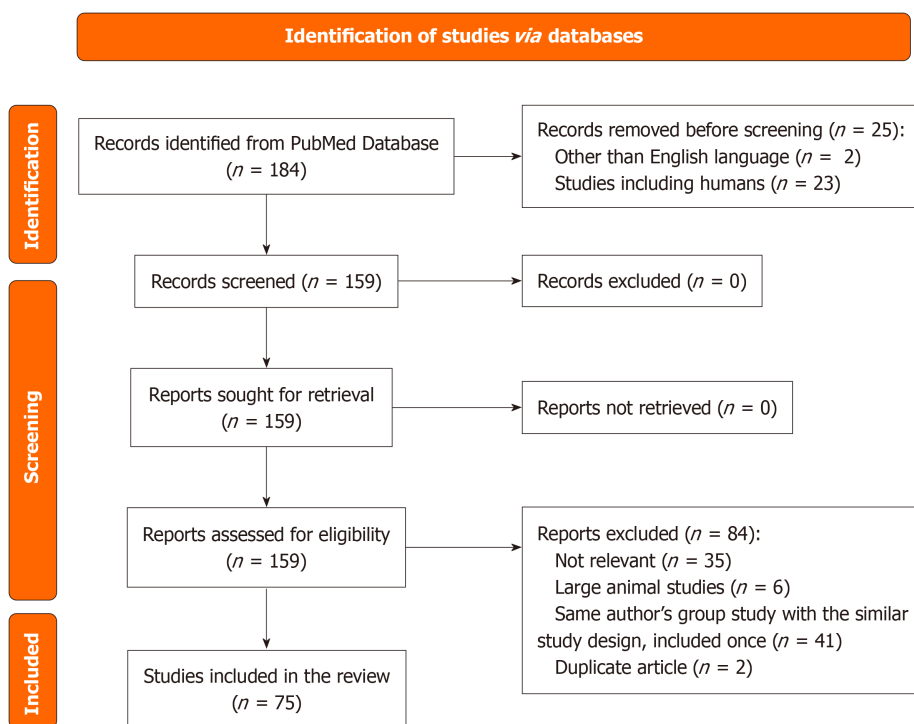 Identification of studies via databases
Identification
Records identified from PubMed Database
(n = 184)
Records removed before screening (n = 25):
Other than English language (n = 2)
Studies including humans (n = 23)
Screening
Records screened (n = 159)
Records excluded (n = 0)
Reports sought for retrieval
(n = 159)
Reports not retrieved (n = 0)
Reports assessed for eligibility
(n = 159)
Reports excluded (n = 84):
Not relevant (n = 35)
Large animal studies (n = 6)
Same author's group study with the similar
study design, included once (n = 41)
Duplicate article (n = 2)
Included
Studies included in the review
(n = 75)